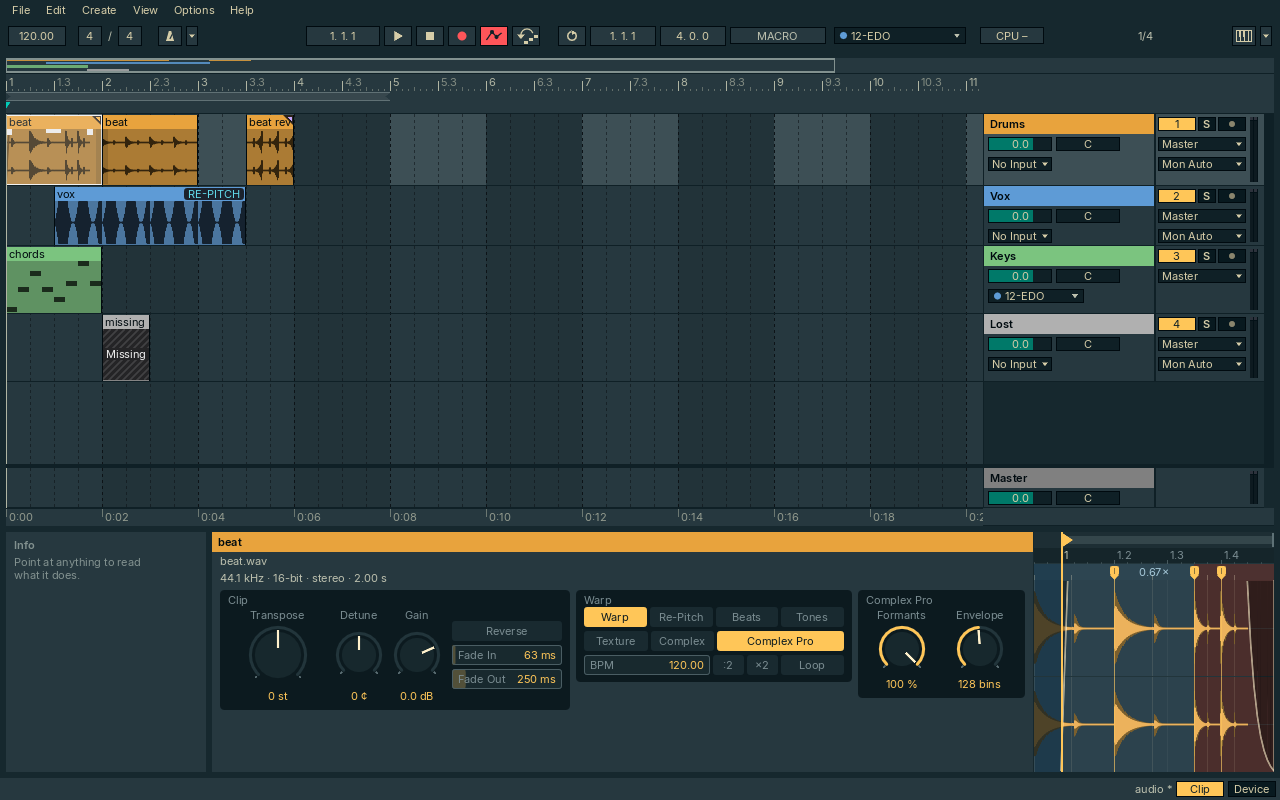 File Edit Create View Options Help
120.00 4 / 4 1. 1. 1 1. 1. 1 4. 0. 0 MACRO 12-EDO CPU – 1/4
1 1.3 2 2.3 3 3.3 4 4.3 5 5.3 6 6.3 7 7.3 8 8.3 9 9.3 10 10.3 11
beat beat beat rev Drums 1 S
0.0 C Master
No Input Mon Auto
vox RE-PITCH Vox 2 S
0.0 C Master
No Input Mon Auto
chords Keys 3 S
0.0 C Master
12-EDO
missing Lost 4 S
0.0 C Master
Missing No Input Mon Auto
Master
0.0 C
0:00 0:02 0:04 0:06 0:08 0:10 0:12 0:14 0:16 0:18
Info
Point at anything to read
what it does.
beat
beat.wav
44.1 kHz · 16-bit · stereo · 2.00 s
Clip
Transpose Detune Gain
0 st 0 ¢ 0.0 dB
Reverse
Fade In 63 ms
Fade Out 250 ms
Warp
Warp Re-Pitch Beats Tones
Texture Complex Complex Pro
BPM 120.00 :2 ×2 Loop
Complex Pro
Formants Envelope
100 % 128 bins
1 1.2 1.3 1.4
0.67×
audio * Clip Device